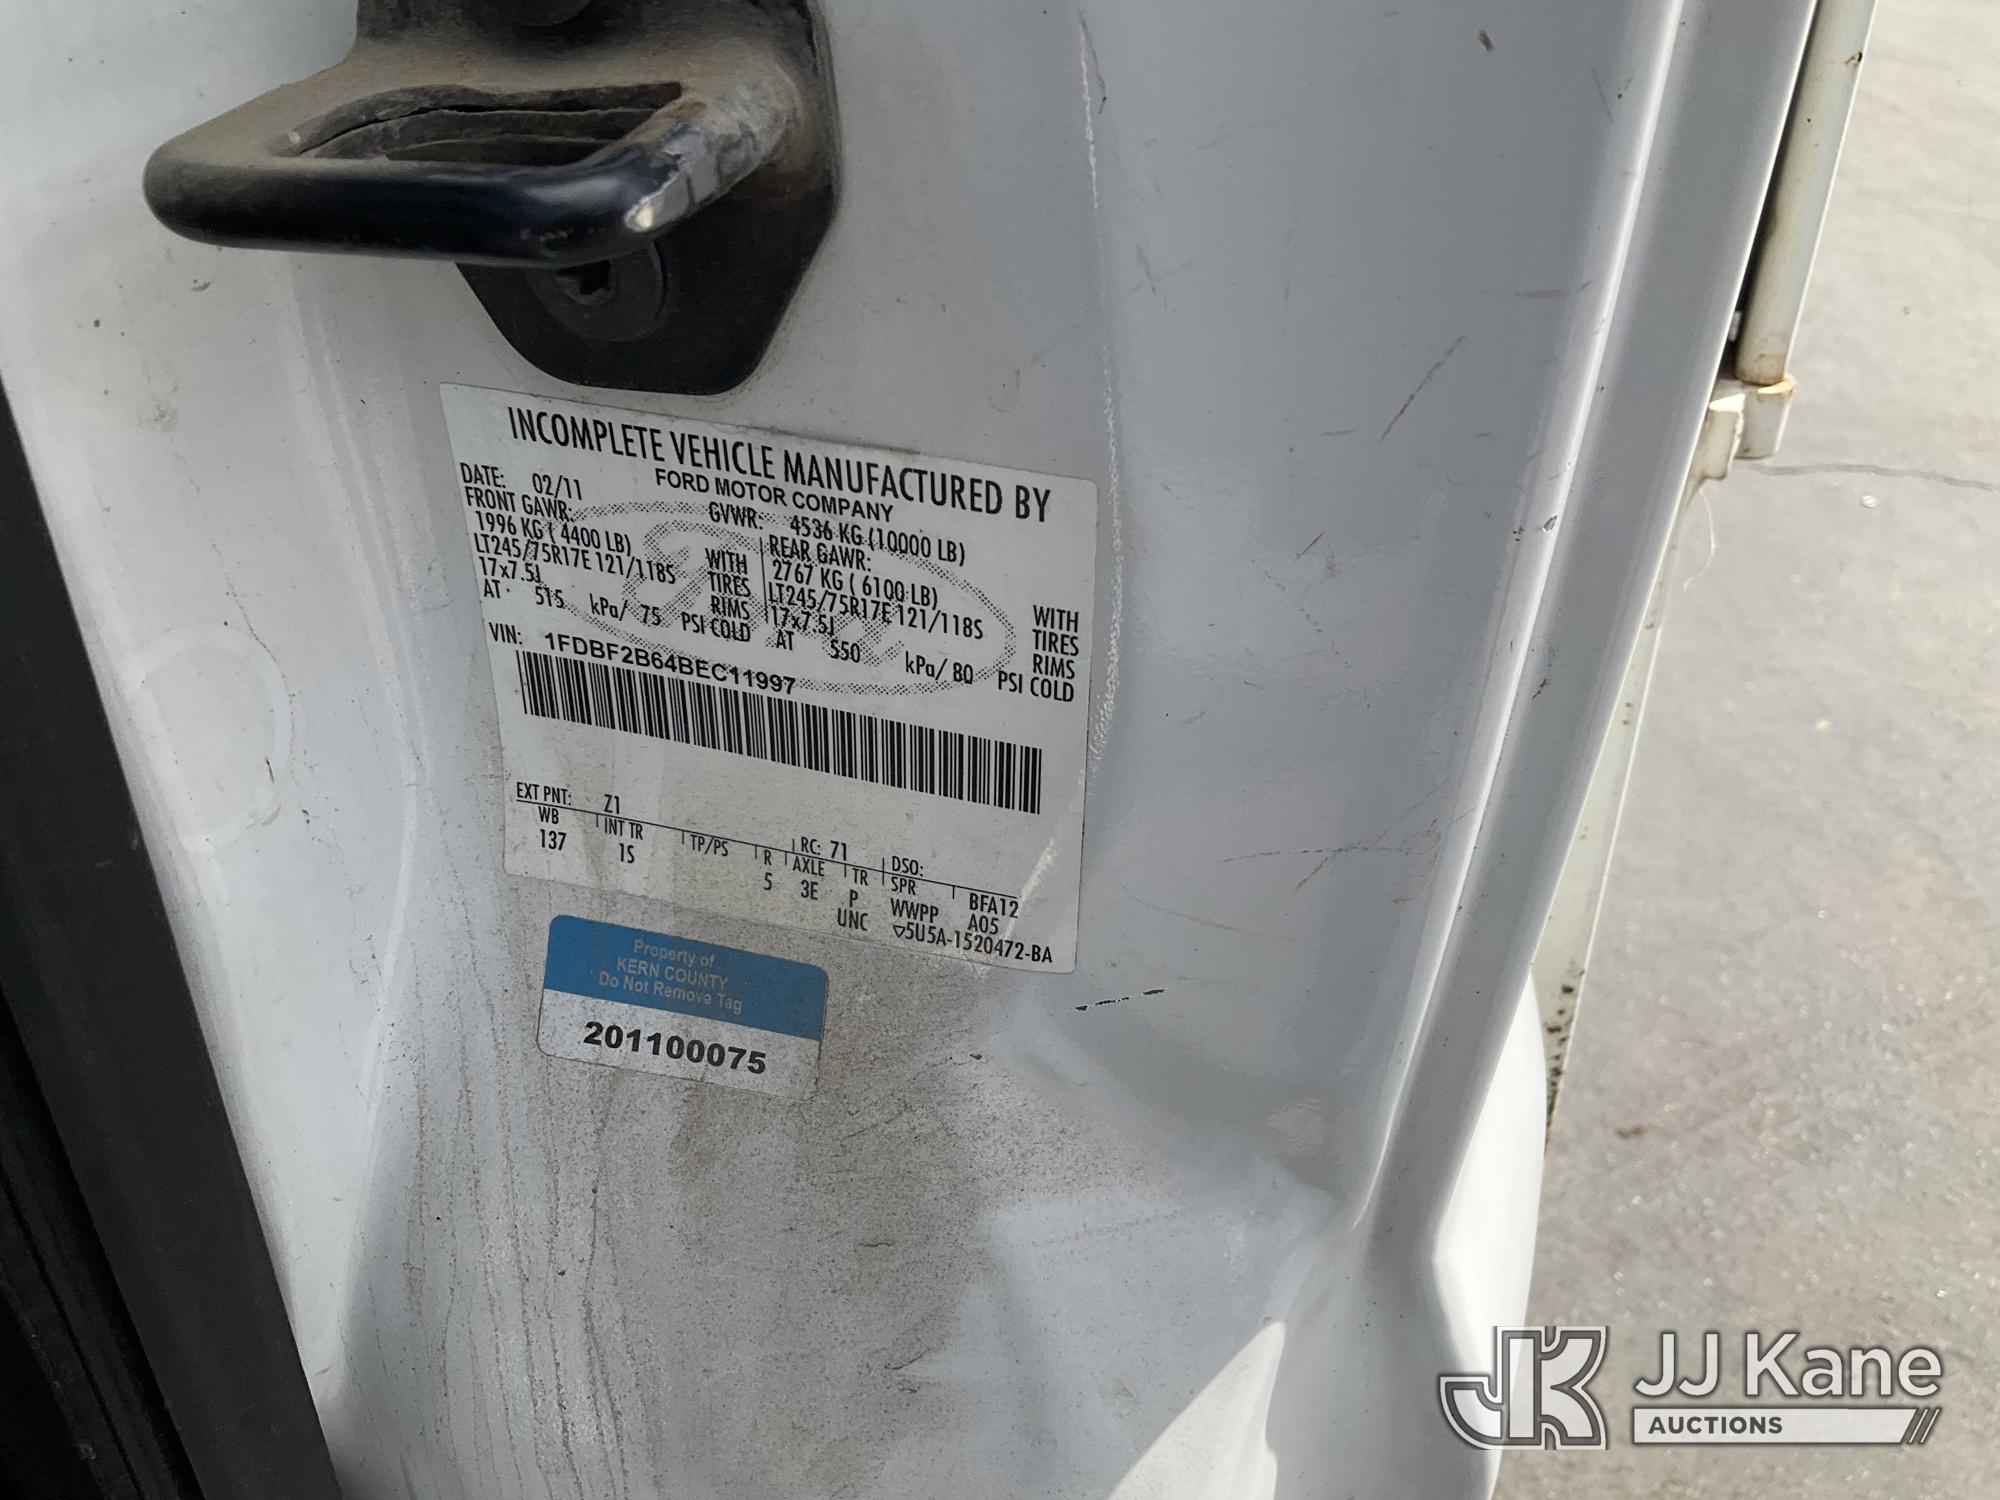 INCOMPLETE VEHICLE MANUFACTURED BY
FORD MOTOR COMPANY
DATE: 02/11 GVWR: 4536 KG (10000 LB)
FRONT GAWR: REAR GAWR:
1996 KG ( 4400 LB) WITH 2767 KG ( 6100 LB) WITH
LT245/75R17E 121/118S TIRES LT245/75R17E 121/118S TIRES
17x7.5J RIMS 17x7.5J RIMS
AT 515 kPa/ 75 PSI COLD AT 550 kPa/ 80 PSI COLD
VIN: 1FDBF2B64BEC11997
EXT PNT: Z1 RC: 71 DSO:
WB INT TR TP/PS R AXLE TR SPR BFA12
137 1S 5 3E P WWPP A05
UNC ▽5U5A-1520472-BA
Property of
KERN COUNTY
Do Not Remove Tag
201100075
JK JJ Kane
AUCTIONS